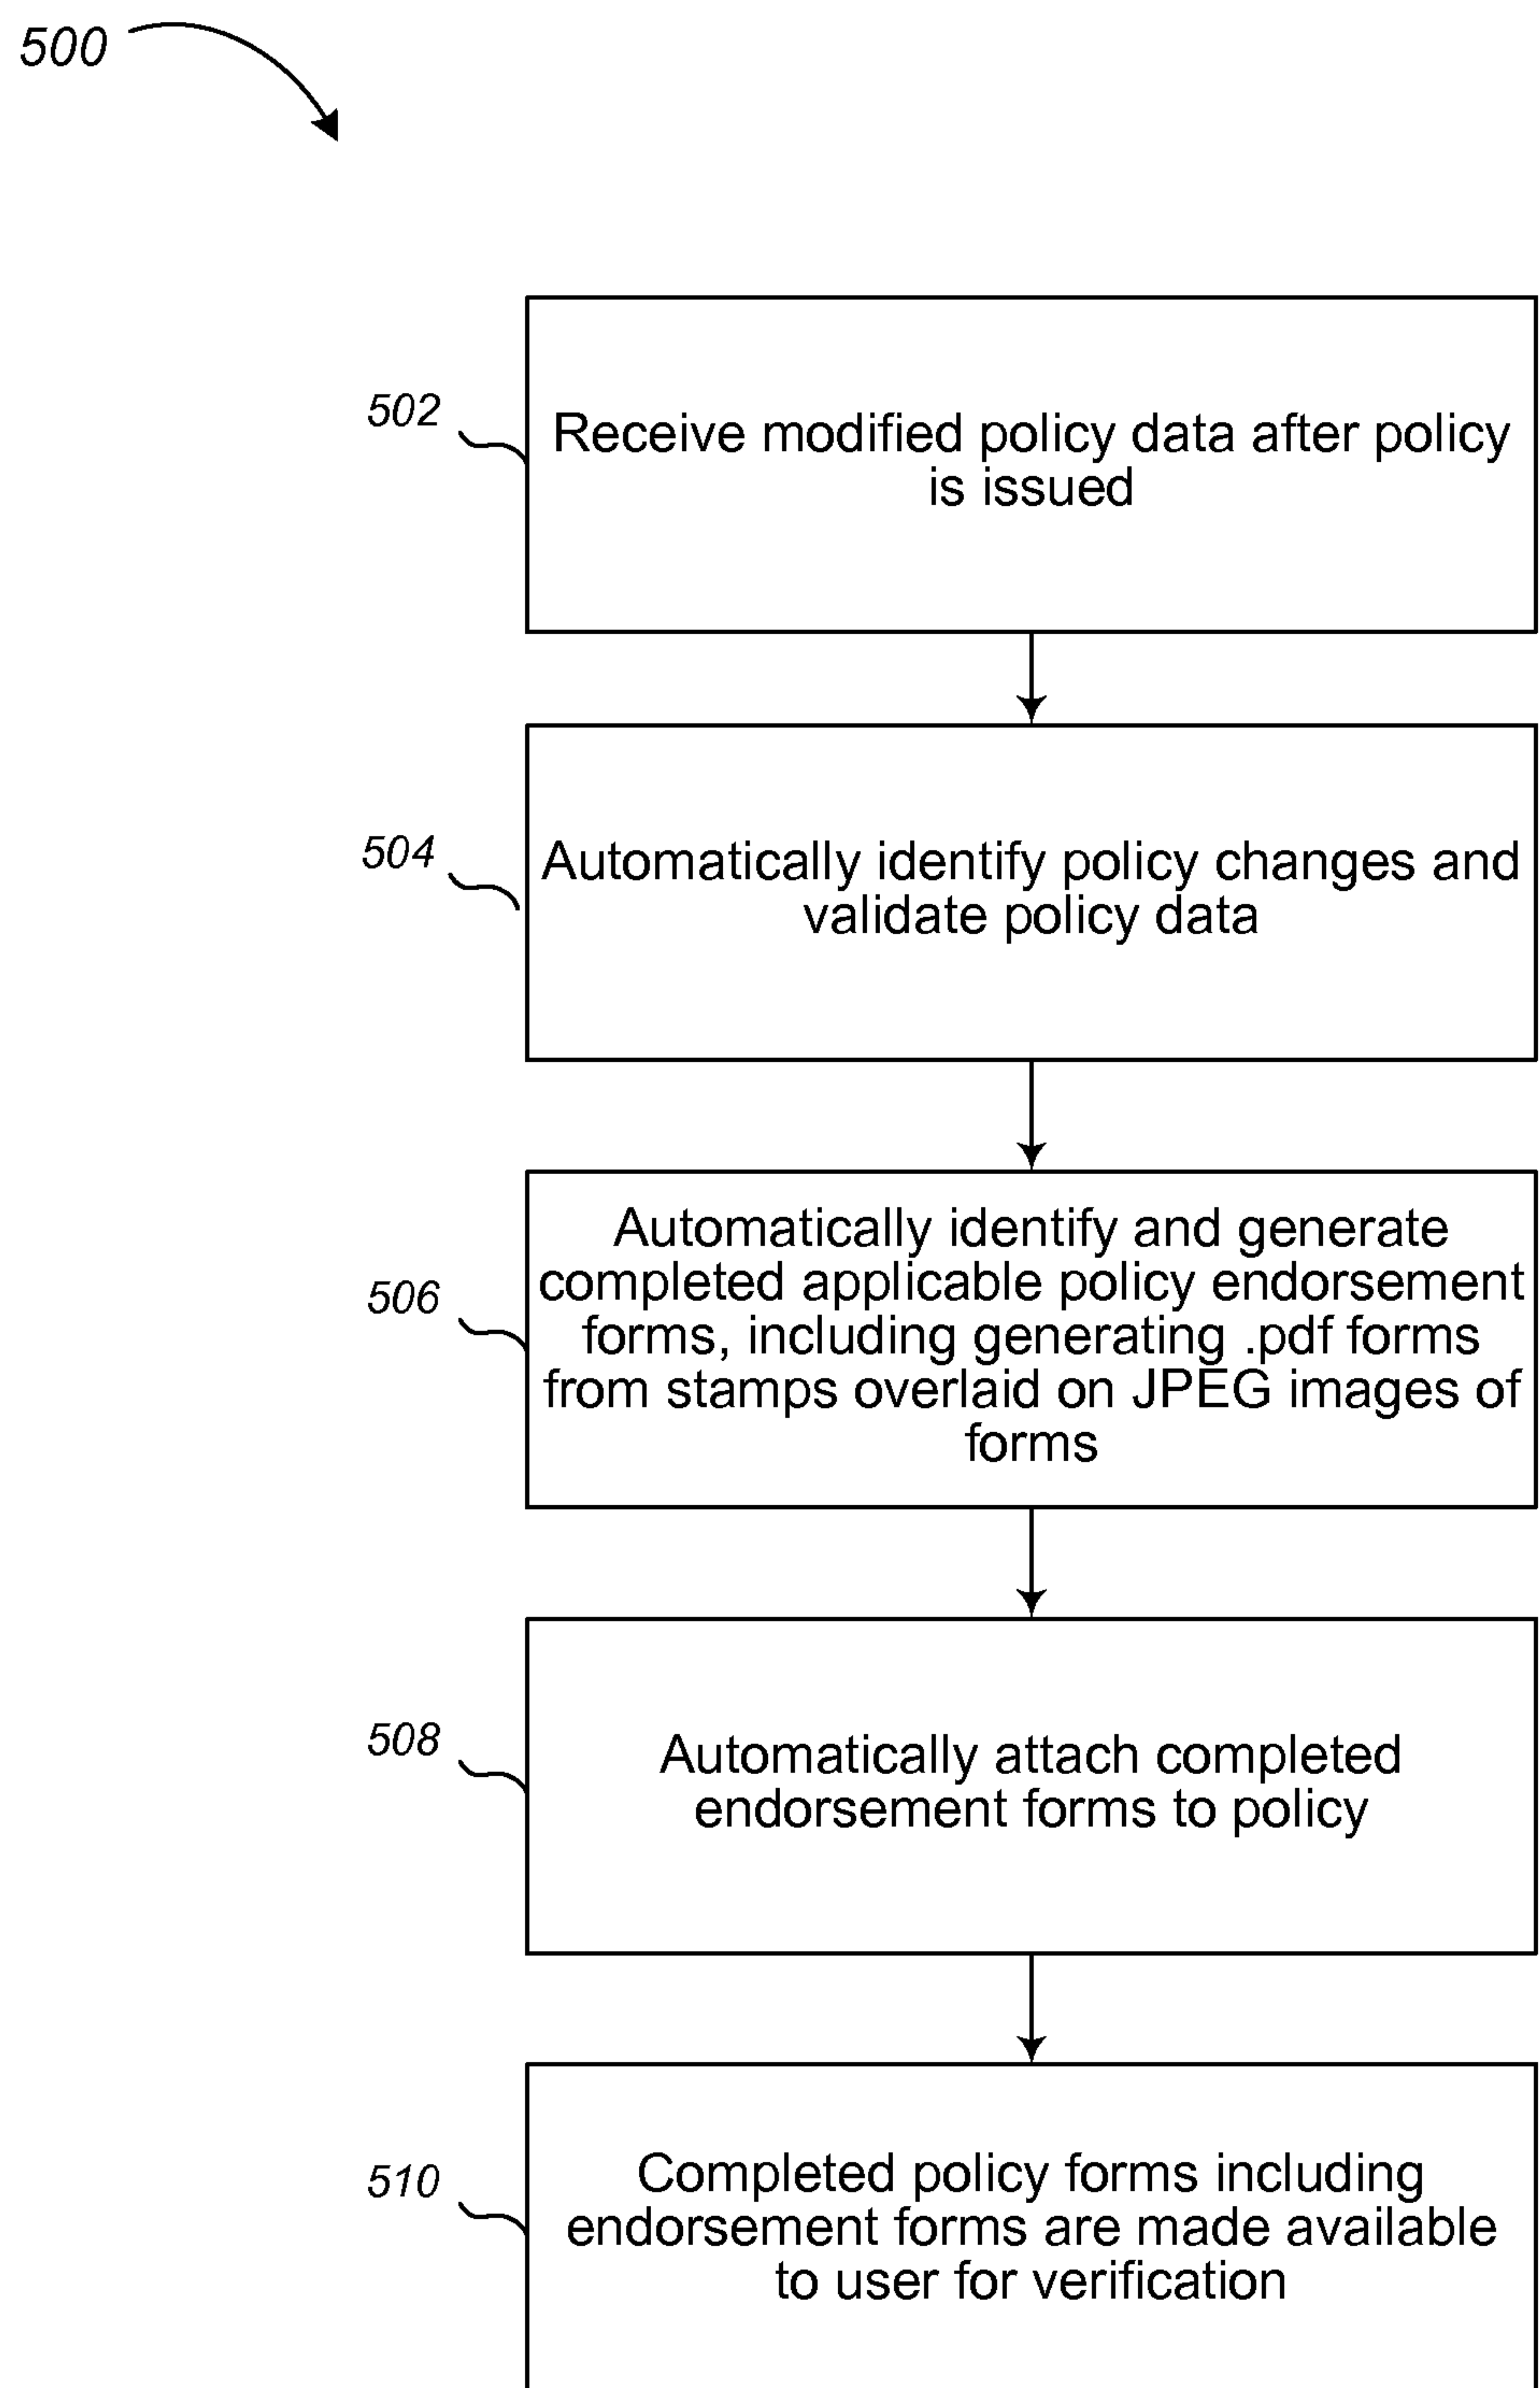 500
502
Receive modified policy data after policy
is issued
504
Automatically identify policy changes and
validate policy data
506
Automatically identify and generate
completed applicable policy endorsement
forms, including generating .pdf forms
from stamps overlaid on JPEG images of
forms
508
Automatically attach completed
endorsement forms to policy
510
Completed policy forms including
endorsement forms are made available
to user for verification